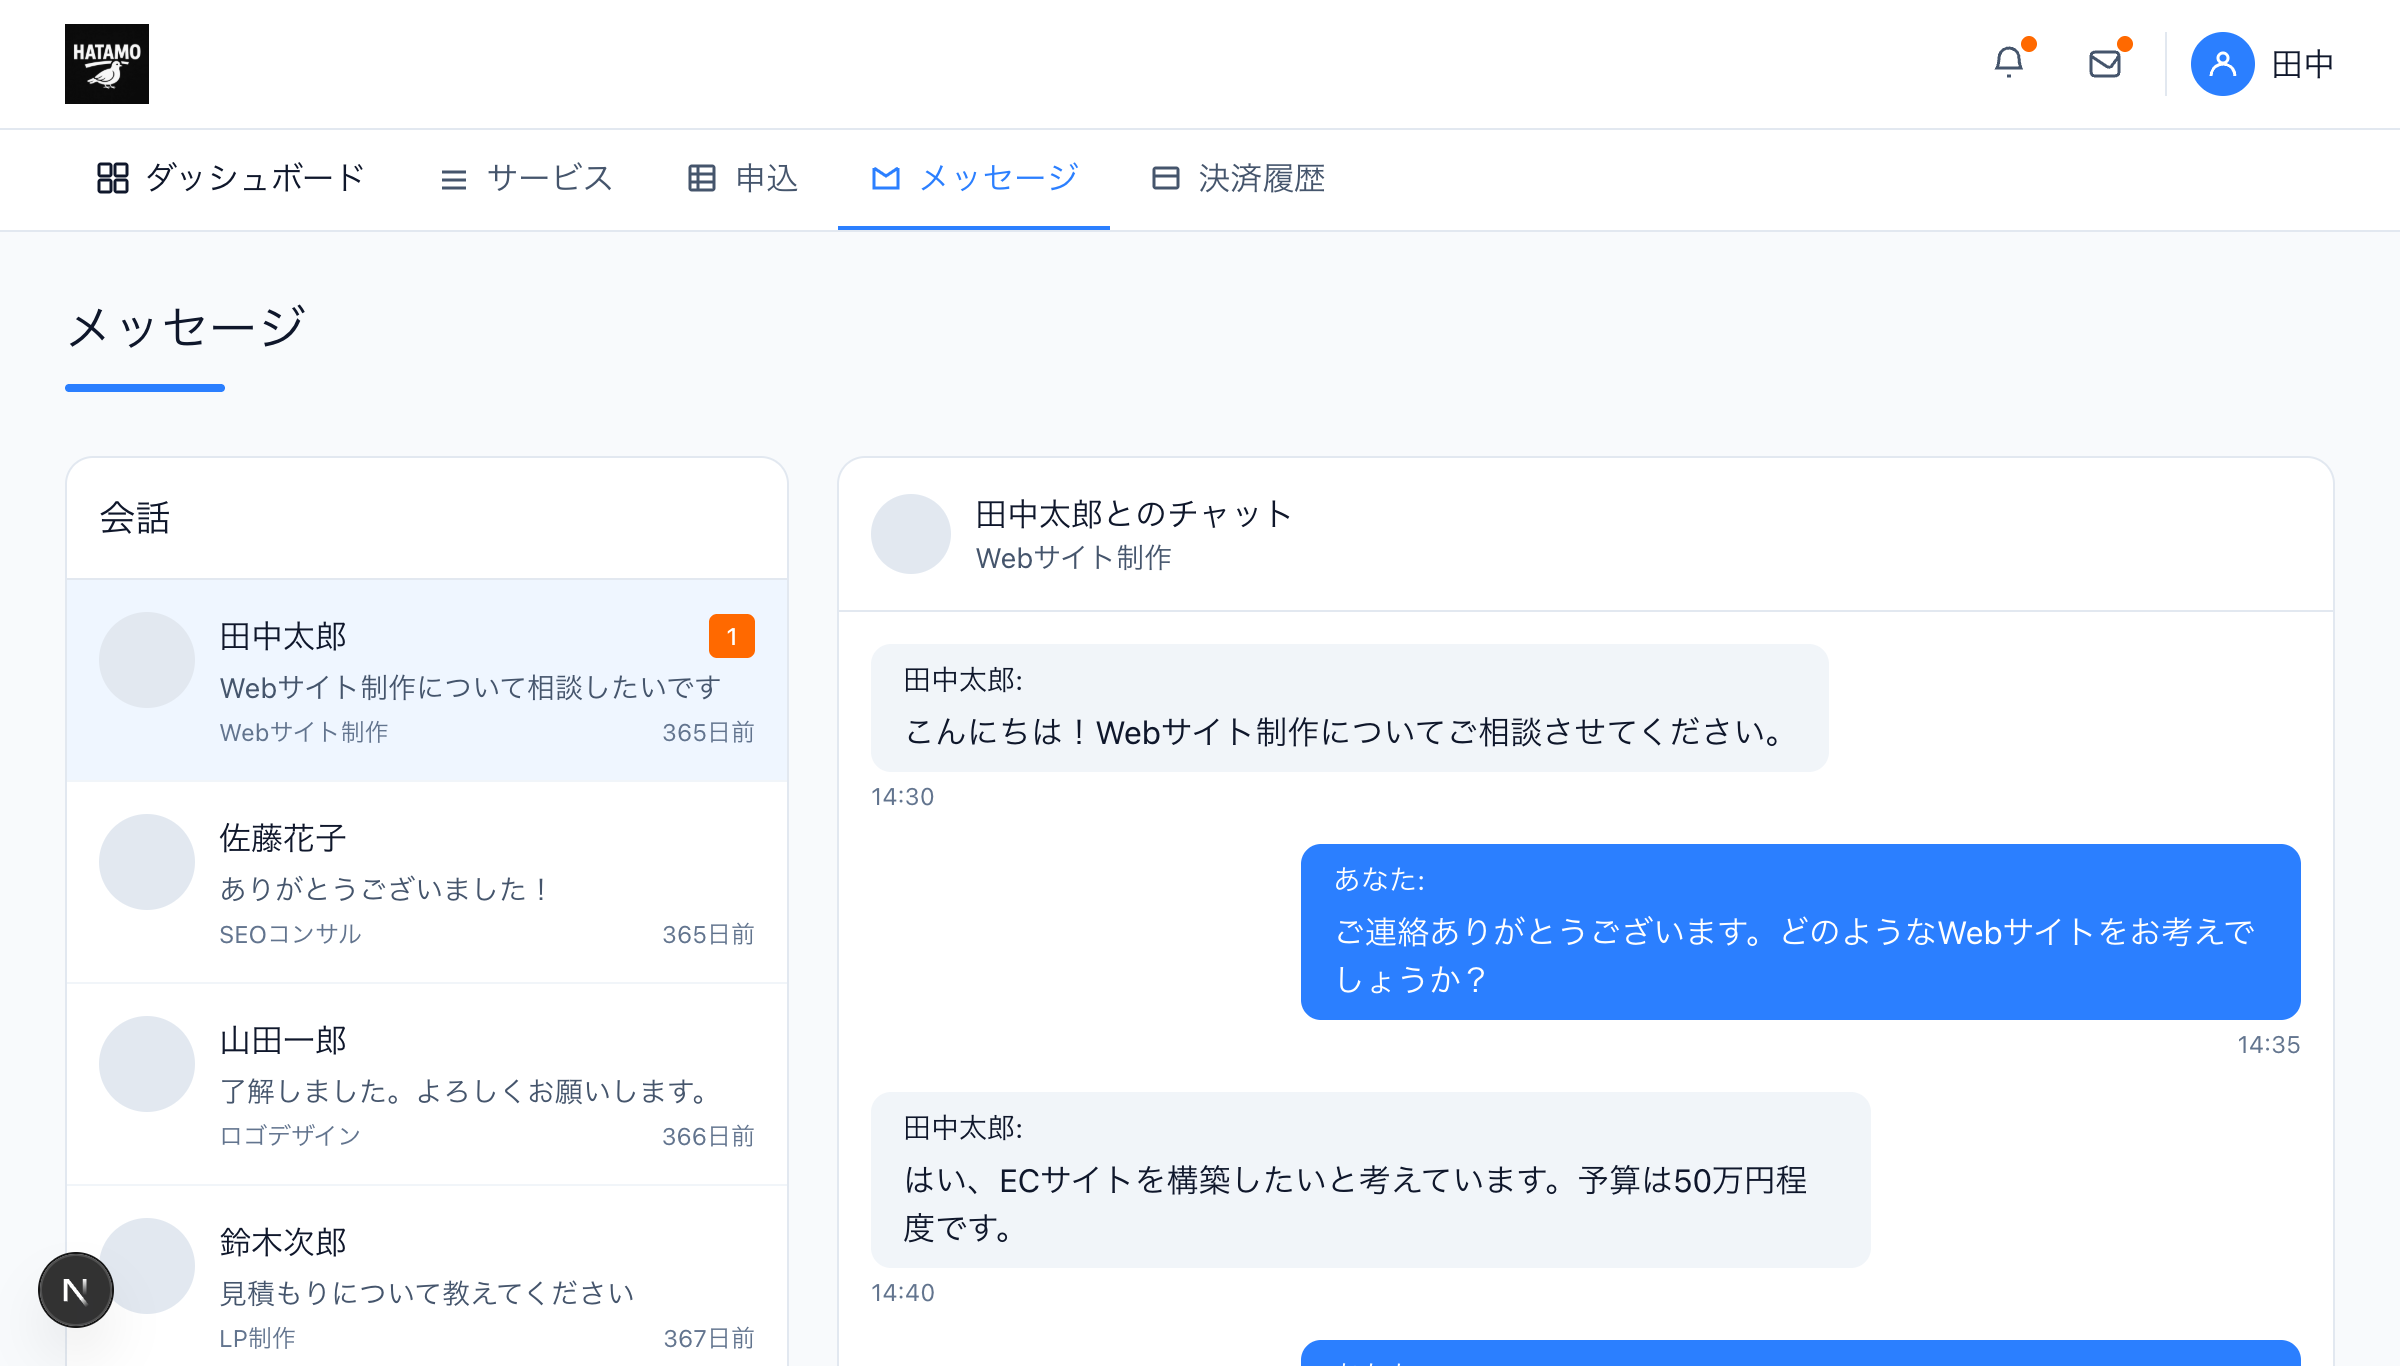 HATAMO
田中
ダッシュボード
サービス
申込
メッセージ
決済履歴
メッセージ
会話
田中太郎
1
Webサイト制作について相談したいです
Webサイト制作
365日前
佐藤花子
ありがとうございました！
SEOコンサル
365日前
山田一郎
了解しました。よろしくお願いします。
ロゴデザイン
366日前
鈴木次郎
見積もりについて教えてください
LP制作
367日前
N
田中太郎とのチャット
Webサイト制作
田中太郎:
こんにちは！Webサイト制作についてご相談させてください。
14:30
あなた:
ご連絡ありがとうございます。どのようなWebサイトをお考えで
しょうか？
14:35
田中太郎:
はい、ECサイトを構築したいと考えています。予算は50万円程
度です。
14:40